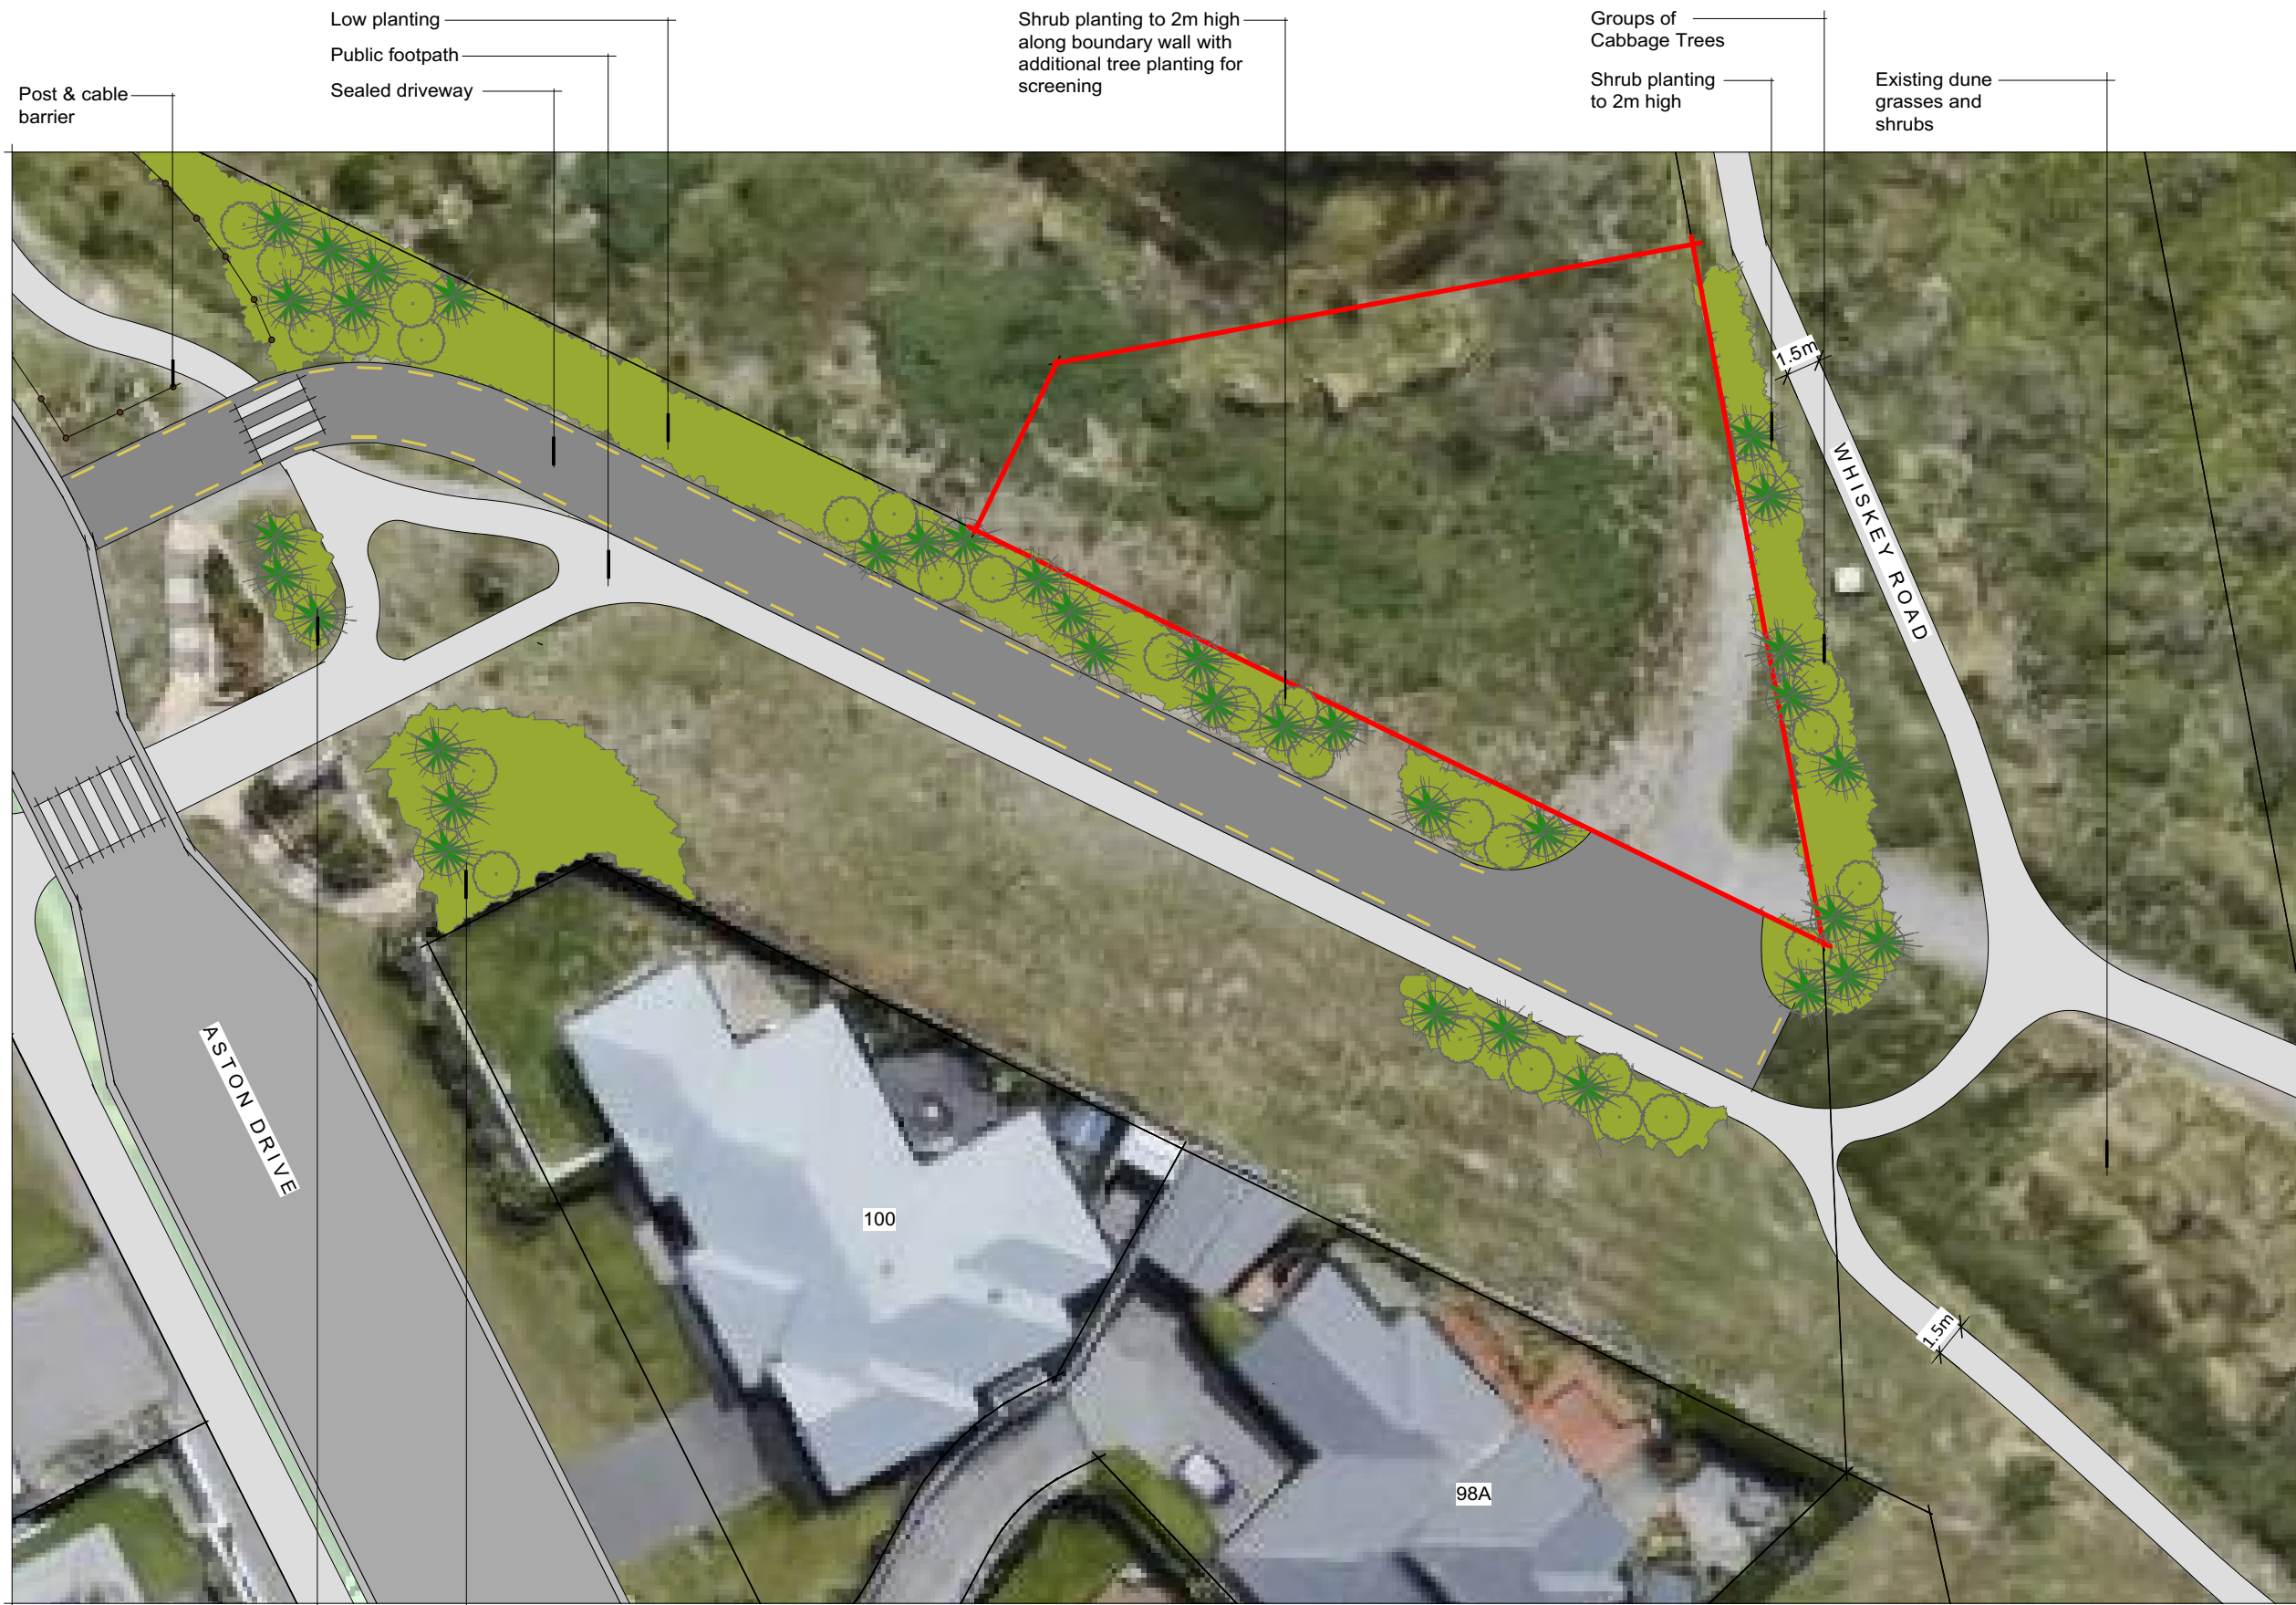 Low planting
Public footpath
Sealed driveway
Post & cable
barrier
Shrub planting to 2m high
along boundary wall with
additional tree planting for
screening
Groups of
Cabbage Trees
Shrub planting
to 2m high
Existing dune
grasses and
shrubs
1.5m
WHISKEY ROAD
ASTON DRIVE
100
1.5m
98A